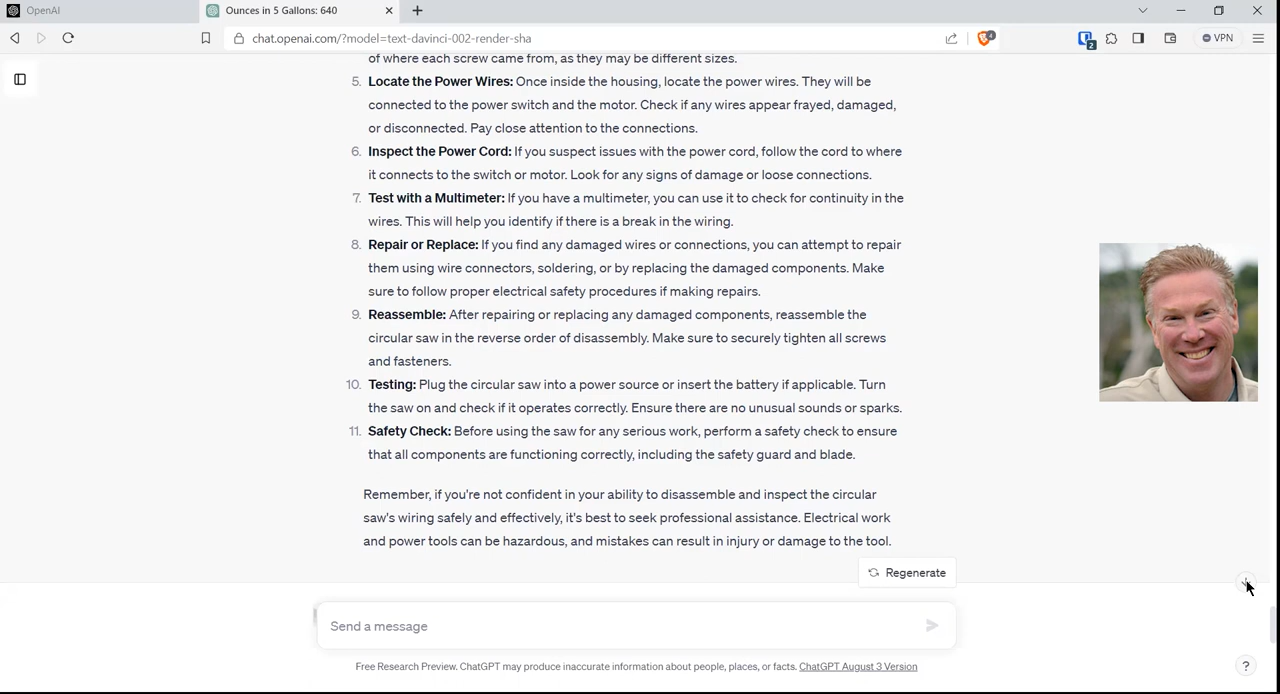 OpenAI
Ounces in 5 Gallons: 640
chat.openai.com/?model=text-davinci-002-render-sha
4
2
VPN
of where each screw came from, as they may be different sizes.
5. Locate the Power Wires: Once inside the housing, locate the power wires. They will be
connected to the power switch and the motor. Check if any wires appear frayed, damaged,
or disconnected. Pay close attention to the connections.
6. Inspect the Power Cord: If you suspect issues with the power cord, follow the cord to where
it connects to the switch or motor. Look for any signs of damage or loose connections.
7. Test with a Multimeter: If you have a multimeter, you can use it to check for continuity in the
wires. This will help you identify if there is a break in the wiring.
8. Repair or Replace: If you find any damaged wires or connections, you can attempt to repair
them using wire connectors, soldering, or by replacing the damaged components. Make
sure to follow proper electrical safety procedures if making repairs.
9. Reassemble: After repairing or replacing any damaged components, reassemble the
circular saw in the reverse order of disassembly. Make sure to securely tighten all screws
and fasteners.
10. Testing: Plug the circular saw into a power source or insert the battery if applicable. Turn
the saw on and check if it operates correctly. Ensure there are no unusual sounds or sparks.
11. Safety Check: Before using the saw for any serious work, perform a safety check to ensure
that all components are functioning correctly, including the safety guard and blade.
Remember, if you're not confident in your ability to disassemble and inspect the circular
saw's wiring safely and effectively, it's best to seek professional assistance. Electrical work
and power tools can be hazardous, and mistakes can result in injury or damage to the tool.
Regenerate
Send a message
Free Research Preview. ChatGPT may produce inaccurate information about people, places, or facts. ChatGPT August 3 Version
?